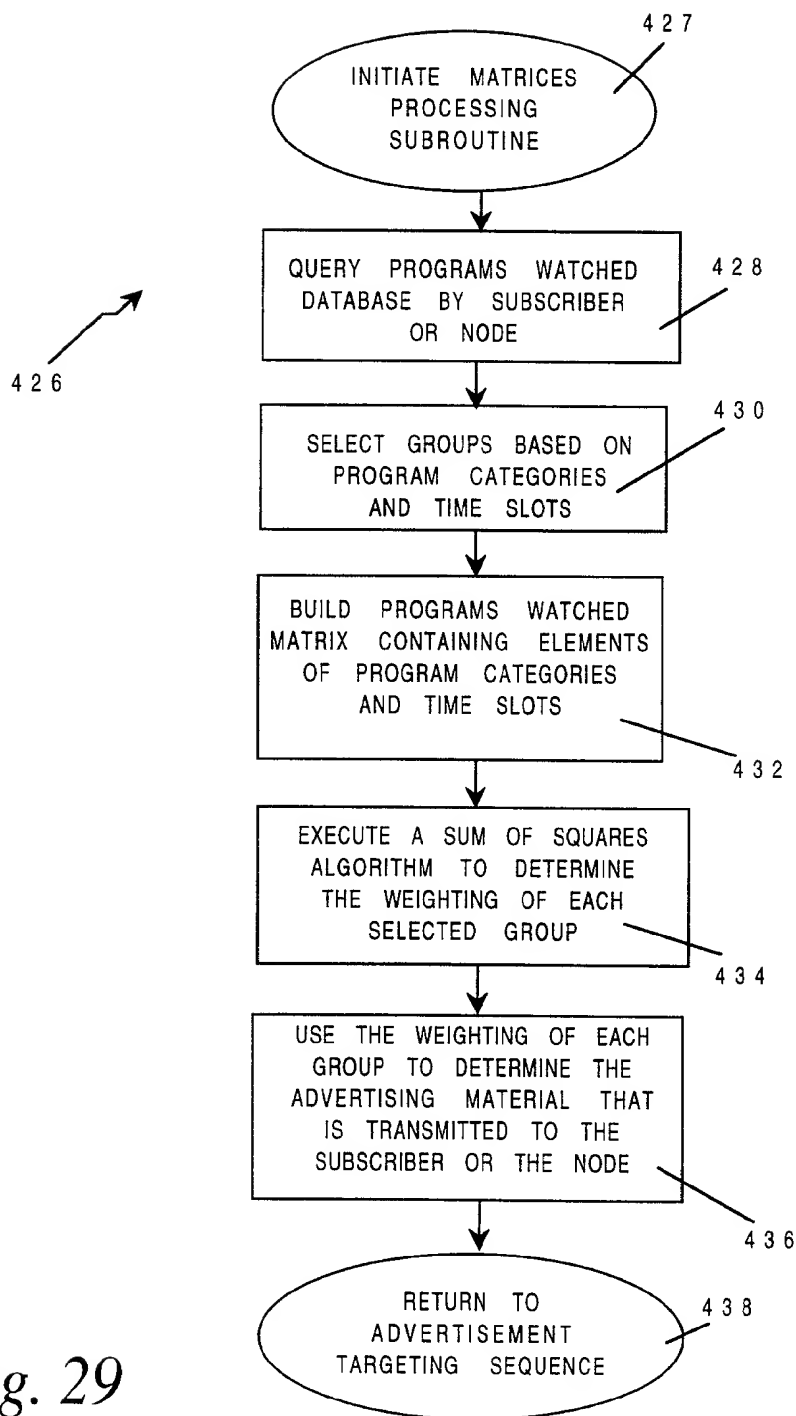 427
INITIATE MATRICES
PROCESSING
SUBROUTINE
QUERY PROGRAMS WATCHED
DATABASE BY SUBSCRIBER
OR NODE
428
426
SELECT GROUPS BASED ON
PROGRAM CATEGORIES
AND TIME SLOTS
430
BUILD PROGRAMS WATCHED
MATRIX CONTAINING ELEMENTS
OF PROGRAM CATEGORIES
AND TIME SLOTS
432
EXECUTE A SUM OF SQUARES
ALGORITHM TO DETERMINE
THE WEIGHTING OF EACH
SELECTED GROUP
434
USE THE WEIGHTING OF EACH
GROUP TO DETERMINE THE
ADVERTISING MATERIAL THAT
IS TRANSMITTED TO THE
SUBSCRIBER OR THE NODE
436
RETURN TO
ADVERTISEMENT
TARGETING SEQUENCE
438
g. 29